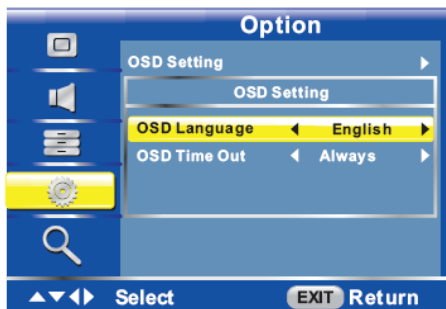 Option
OSD Setting
OSD Setting
OSD Language English
OSD Time Out Always
Select EXIT Return